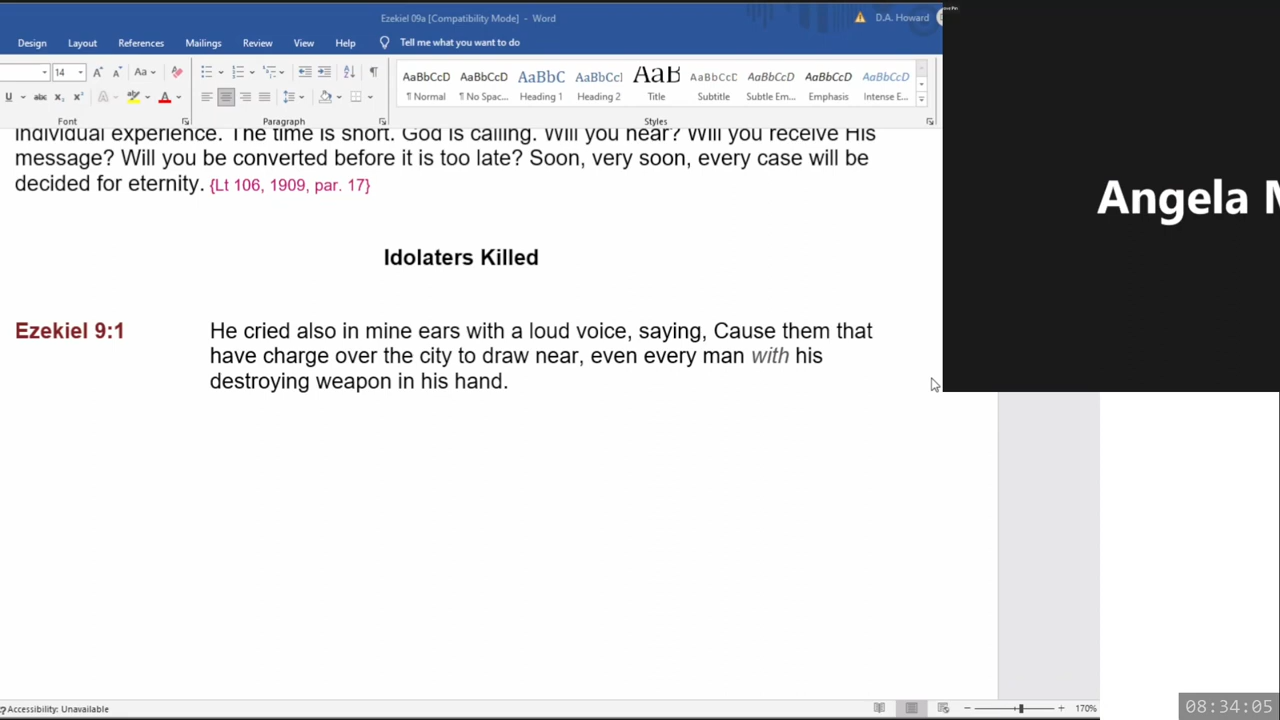 Ezekiel 09a [Compatibility Mode] - Word
D.A. Howard
Design Layout References Mailings Review View Help Tell me what you want to do
14 Aa
AaBbCcD AaBbCcD AaBbC AaBbCcl AaB AaBbCcD AaBbCcD AaBbCcD AaBbCcD
¶ Normal ¶ No Spac... Heading 1 Heading 2 Title Subtitle Subtle Em... Emphasis Intense E...
Font Paragraph Styles
individual experience. The time is short. God is calling. Will you hear? Will you receive His
message? Will you be converted before it is too late? Soon, very soon, every case will be
decided for eternity. {Lt 106, 1909, par. 17}
Idolaters Killed
Ezekiel 9:1 He cried also in mine ears with a loud voice, saying, Cause them that
have charge over the city to draw near, even every man with his
destroying weapon in his hand.
Angela M
Accessibility: Unavailable
170%
08:34:05